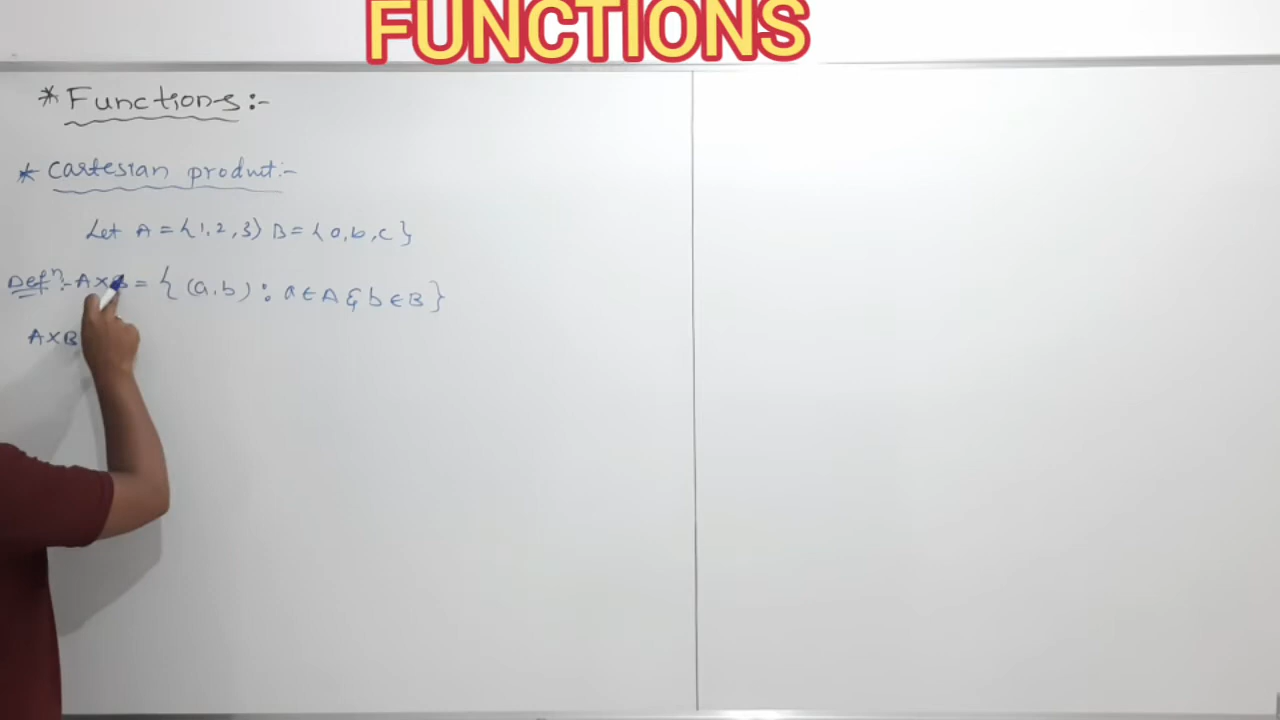 FUNCTIONS
* Functions:-
* Cartesian product:-
Let A = {1,2,3} B = {a,b,c}
Defⁿ:- A×B = { (a,b) : a ∈ A & b ∈ B }
A×B